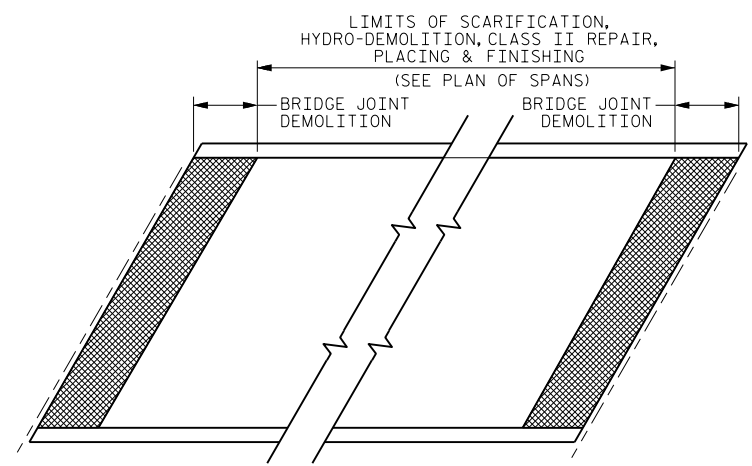 LIMITS OF SCARIFICATION,
HYDRO-DEMOLITION, CLASS II REPAIR,
PLACING & FINISHING
(SEE PLAN OF SPANS)
BRIDGE JOINT
DEMOLITION
BRIDGE JOINT
DEMOLITION